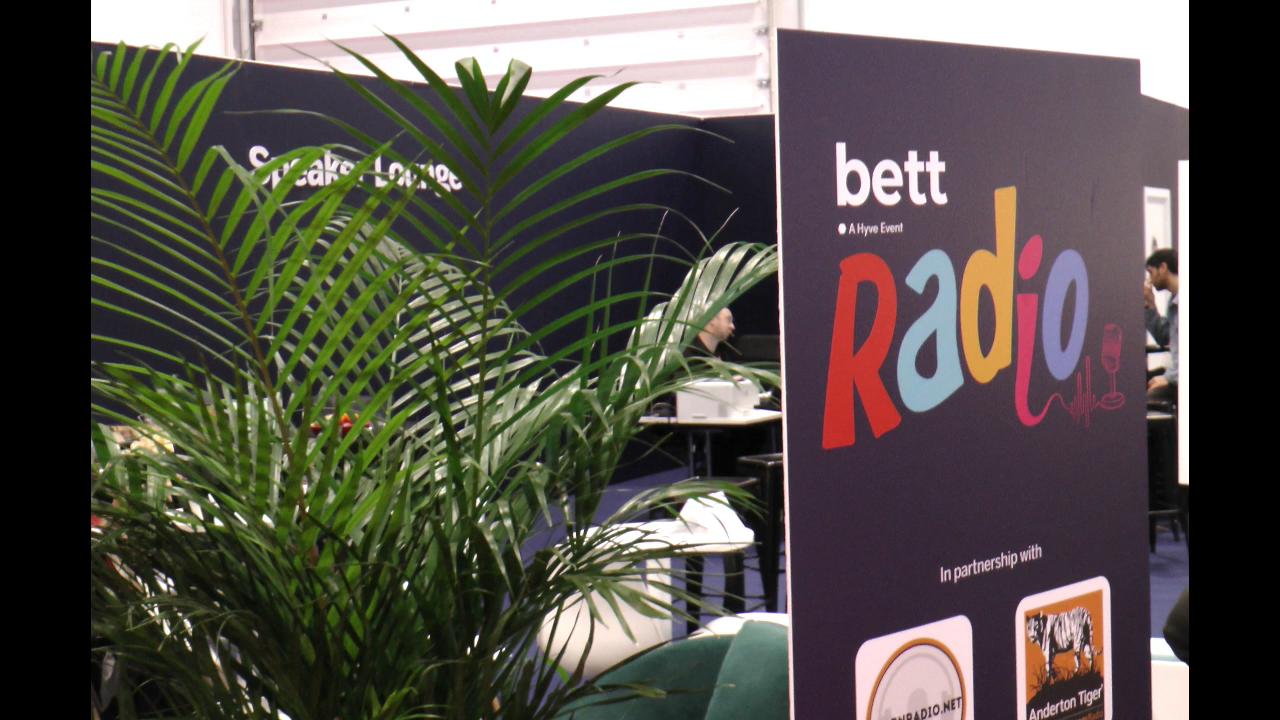 Speaker Lounge
bett
A Hyve Event
Radio
In partnership with
Anderton Tiger